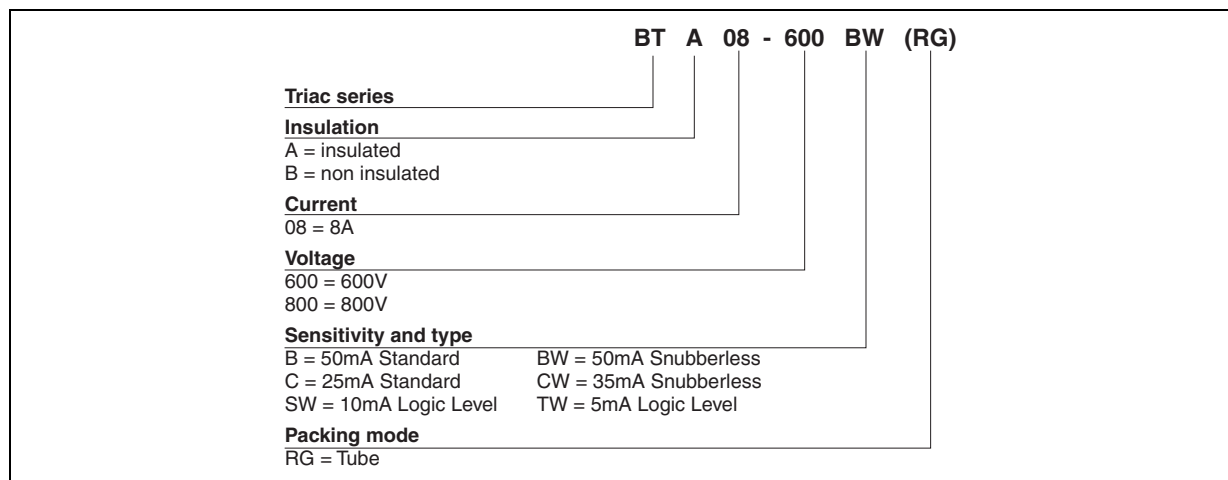 BT A 08 - 600 BW (RG)
Triac series
Insulation
A = insulated
B = non insulated
Current
08 = 8A
Voltage
600 = 600V
800 = 800V
Sensitivity and type
B = 50mA Standard BW = 50mA Snubberless
C = 25mA Standard CW = 35mA Snubberless
SW = 10mA Logic Level TW = 5mA Logic Level
Packing mode
RG = Tube